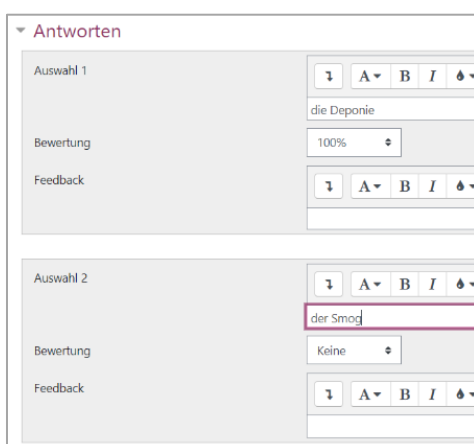 Antworten
Auswahl 1
A B I
die Deponie
Bewertung
100%
Feedback
A B I
Auswahl 2
A B I
der Smog
Bewertung
Keine
Feedback
A B I